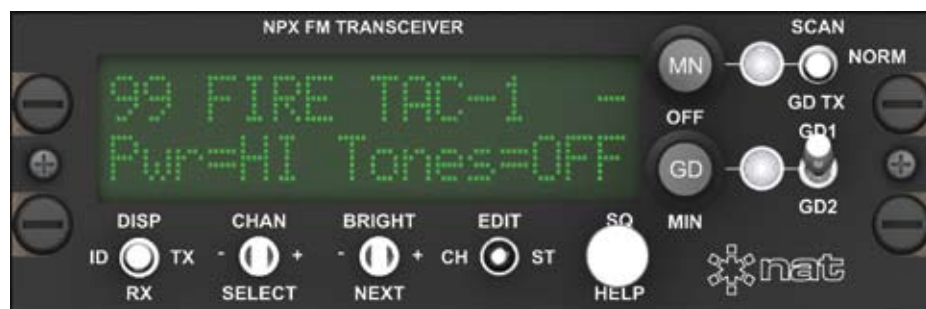 NPX FM TRANSCEIVER
SCAN
MN
NORM
OFF
GD TX
99 FIRE TAC-1 -
Pwr=HI Tones=OFF
GD1
GD
MIN
GD2
DISP
CHAN
BRIGHT
EDIT
SQ
ID TX
- +
- +
CH ST
RX
SELECT
NEXT
HELP
nat